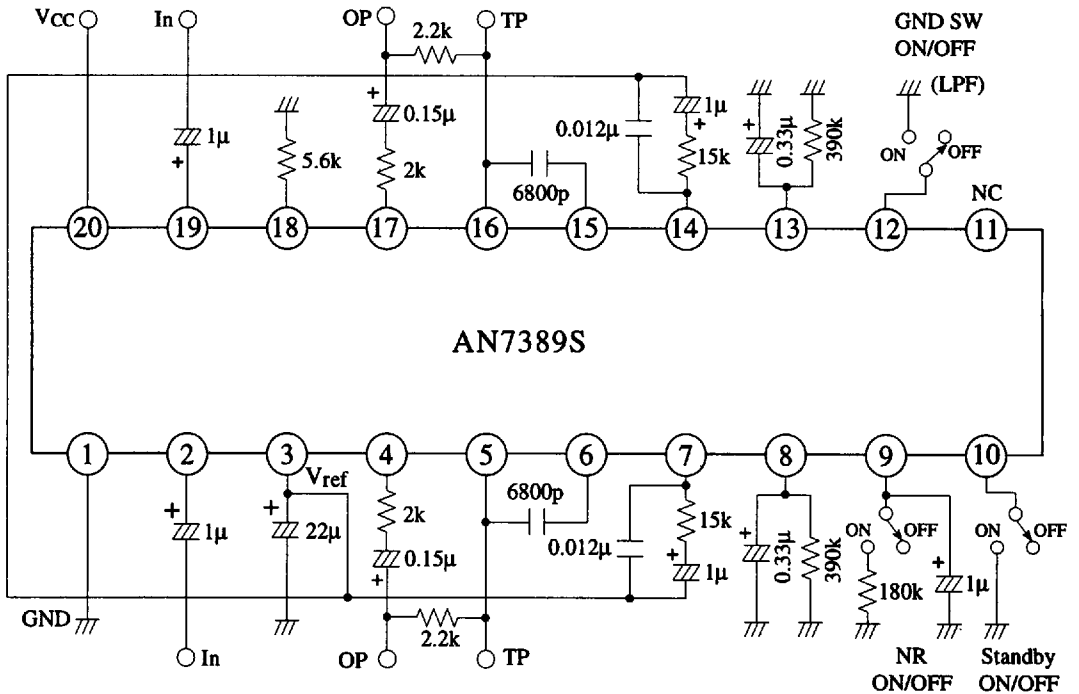 VCC
In
OP
2.2k
TP
GND SW
ON/OFF
(LPF)
+
1μ
+
5.6k
+
0.15μ
2k
6800p
0.012μ
1μ
+
15k
+
0.33μ
390k
ON
OFF
NC
20
19
18
17
16
15
14
13
12
11
AN7389S
1
2
3
4
5
6
7
8
9
10
Vref
+
1μ
+
22μ
2k
0.15μ
+
6800p
0.012μ
15k
1μ
+
+
0.33μ
390k
ON
OFF
180k
+
1μ
ON
OFF
GND
In
OP
2.2k
TP
NR
ON/OFF
Standby
ON/OFF